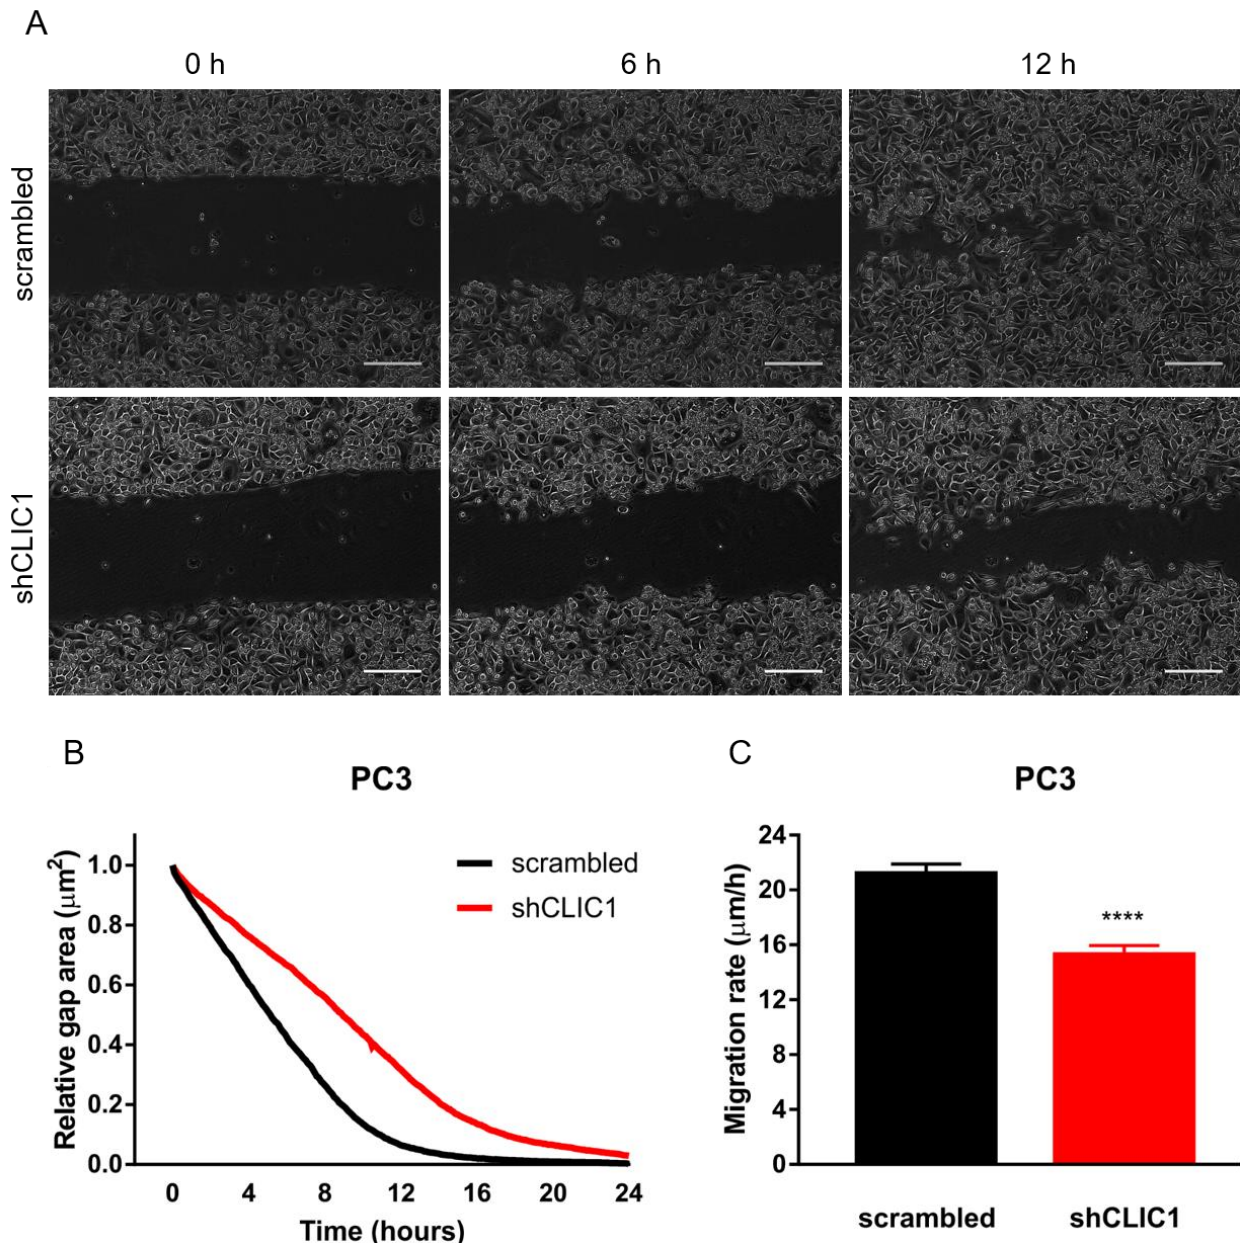 A
0 h 6 h 12 h
scrambled
shCLIC1
B
PC3
Relative gap area (μm²)
1.0
0.8
0.6
0.4
0.2
0.0
scrambled
shCLIC1
0 4 8 12 16 20 24
Time (hours)
C
PC3
Migration rate (μm/h)
24
20
16
12
8
4
0
****
scrambled shCLIC1